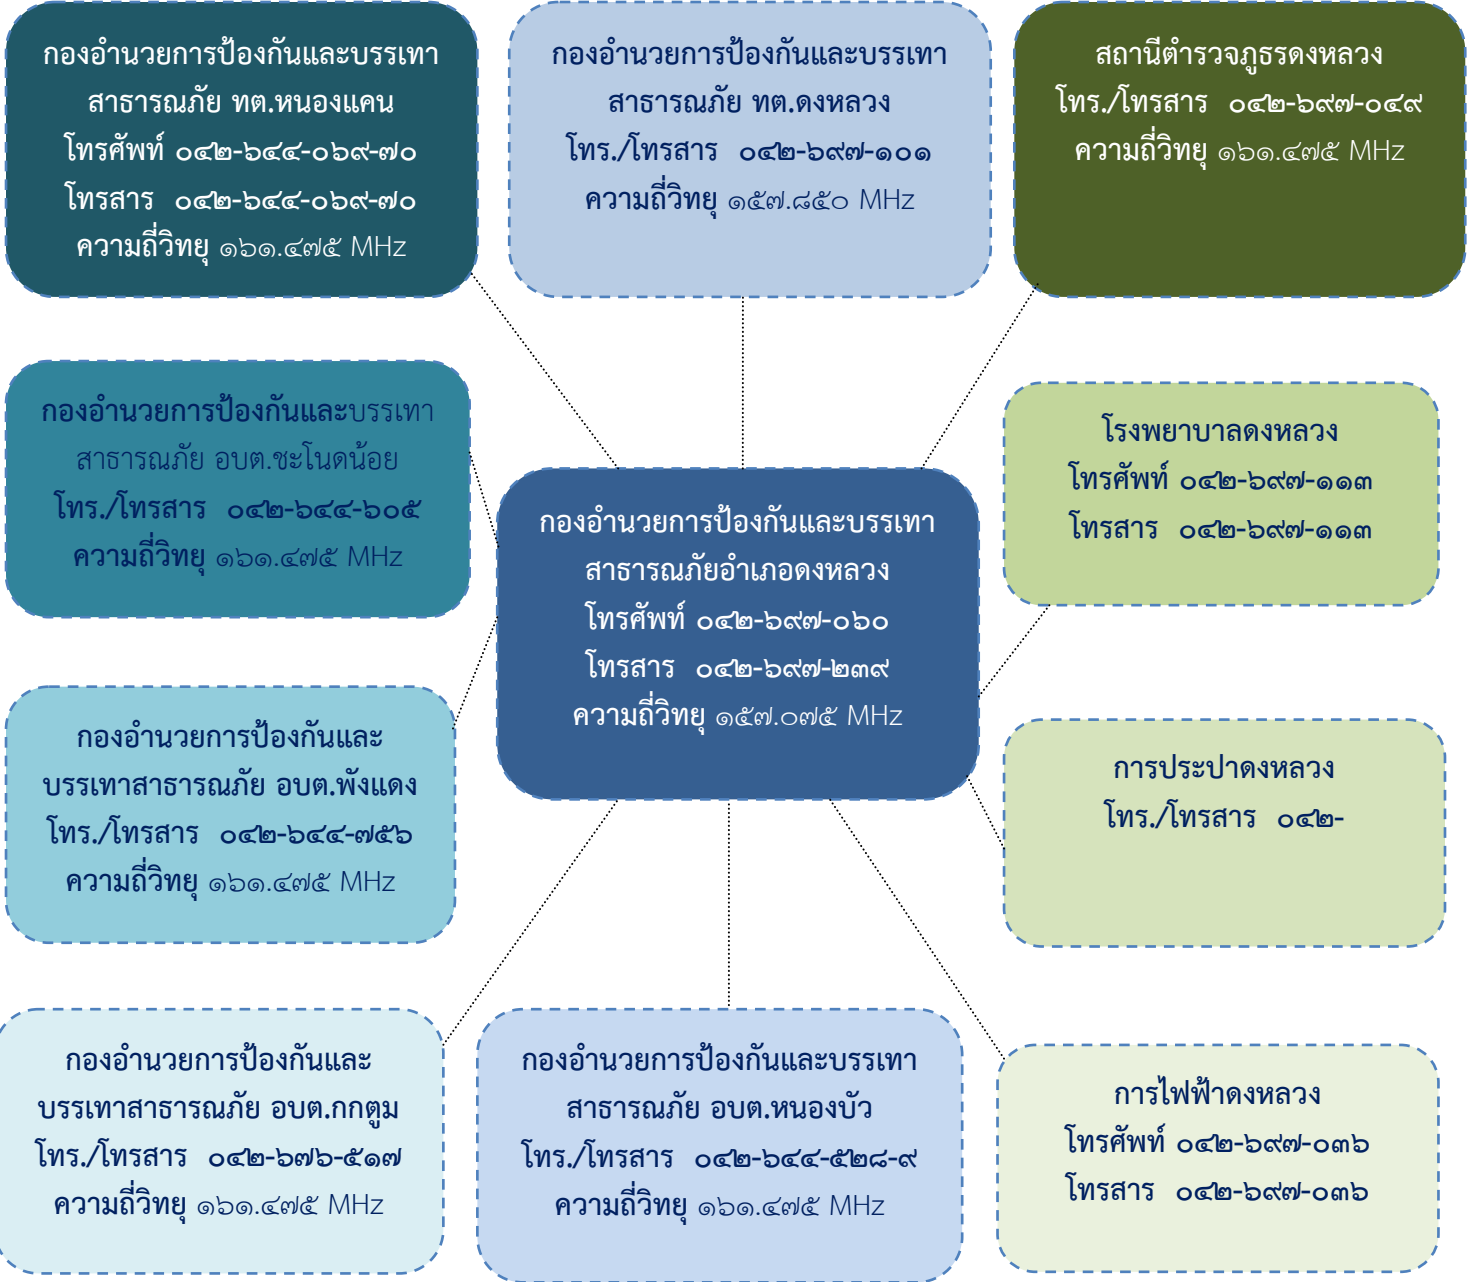 กองอำนวยการป้องกันและบรรเทา
สาธารณภัย ทต.หนองแคน
โทรศัพท์ ๐๔๒-๖๔๔-๐๖๙-๗๐
โทรสาร ๐๔๒-๖๔๔-๐๖๙-๗๐
ความถี่วิทยุ ๑๖๑.๔๗๕ MHz
กองอำนวยการป้องกันและบรรเทา
สาธารณภัย ทต.ดงหลวง
โทร./โทรสาร ๐๔๒-๖๙๗-๑๐๑
ความถี่วิทยุ ๑๕๗.๘๕๐ MHz
สถานีตำรวจภูธรดงหลวง
โทร./โทรสาร ๐๔๒-๖๙๗-๐๔๙
ความถี่วิทยุ ๑๖๑.๔๗๕ MHz
กองอำนวยการป้องกันและบรรเทา
สาธารณภัย อบต.ชะโนดน้อย
โทร./โทรสาร ๐๔๒-๖๔๔-๖๐๕
ความถี่วิทยุ ๑๖๑.๔๗๕ MHz
กองอำนวยการป้องกันและบรรเทา
สาธารณภัยอำเภอดงหลวง
โทรศัพท์ ๐๔๒-๖๙๗-๐๖๐
โทรสาร ๐๔๒-๖๙๗-๒๓๙
ความถี่วิทยุ ๑๕๗.๐๗๕ MHz
โรงพยาบาลดงหลวง
โทรศัพท์ ๐๔๒-๖๙๗-๑๑๓
โทรสาร ๐๔๒-๖๙๗-๑๑๓
กองอำนวยการป้องกันและ
บรรเทาสาธารณภัย อบต.พังแดง
โทร./โทรสาร ๐๔๒-๖๔๔-๗๕๖
ความถี่วิทยุ ๑๖๑.๔๗๕ MHz
การประปาดงหลวง
โทร./โทรสาร ๐๔๒-
กองอำนวยการป้องกันและ
บรรเทาสาธารณภัย อบต.กกตูม
โทร./โทรสาร ๐๔๒-๖๗๖-๕๑๗
ความถี่วิทยุ ๑๖๑.๔๗๕ MHz
กองอำนวยการป้องกันและบรรเทา
สาธารณภัย อบต.หนองบัว
โทร./โทรสาร ๐๔๒-๖๔๔-๕๒๘-๙
ความถี่วิทยุ ๑๖๑.๔๗๕ MHz
การไฟฟ้าดงหลวง
โทรศัพท์ ๐๔๒-๖๙๗-๐๓๖
โทรสาร ๐๔๒-๖๙๗-๐๓๖